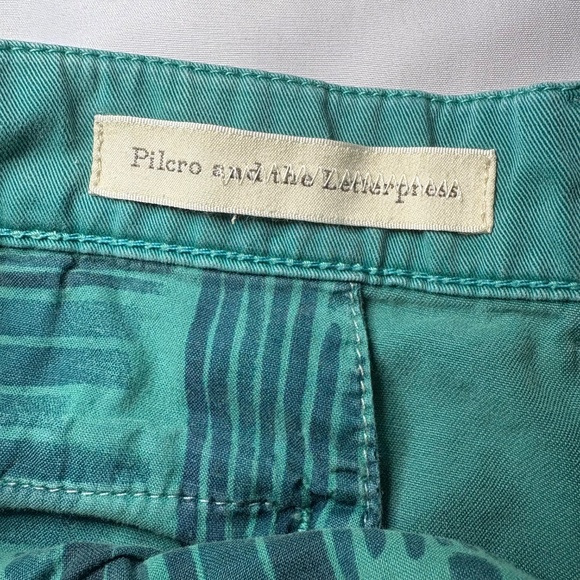 Pilcro and the Letterpress